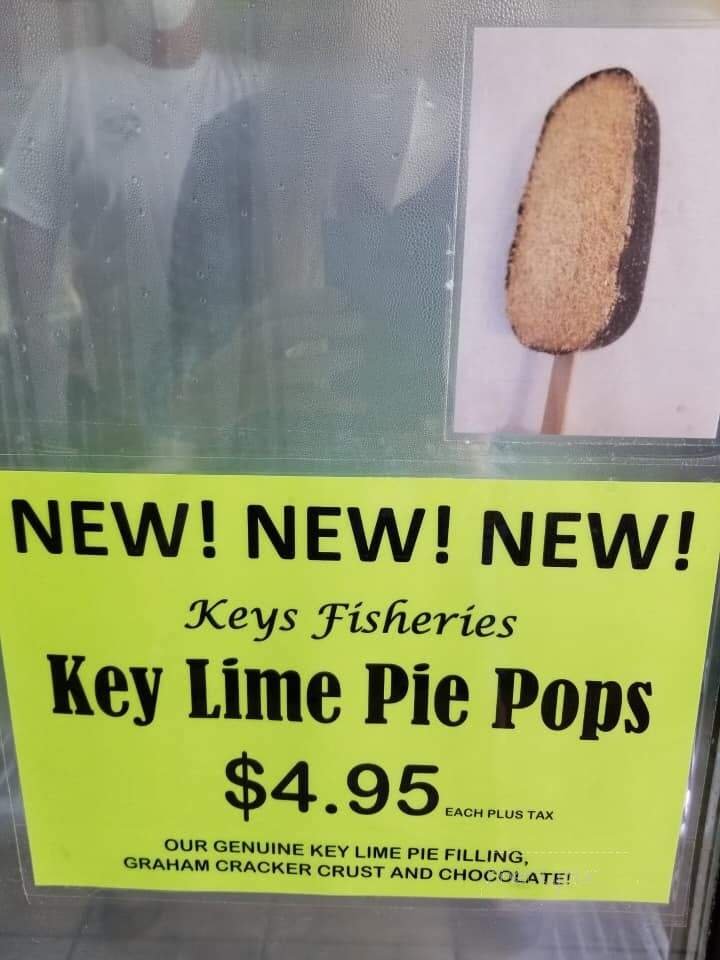 NEW! NEW! NEW!
Keys Fisheries
Key Lime Pie Pops
$4.95 EACH PLUS TAX
OUR GENUINE KEY LIME PIE FILLING,
GRAHAM CRACKER CRUST AND CHOCOLATE!